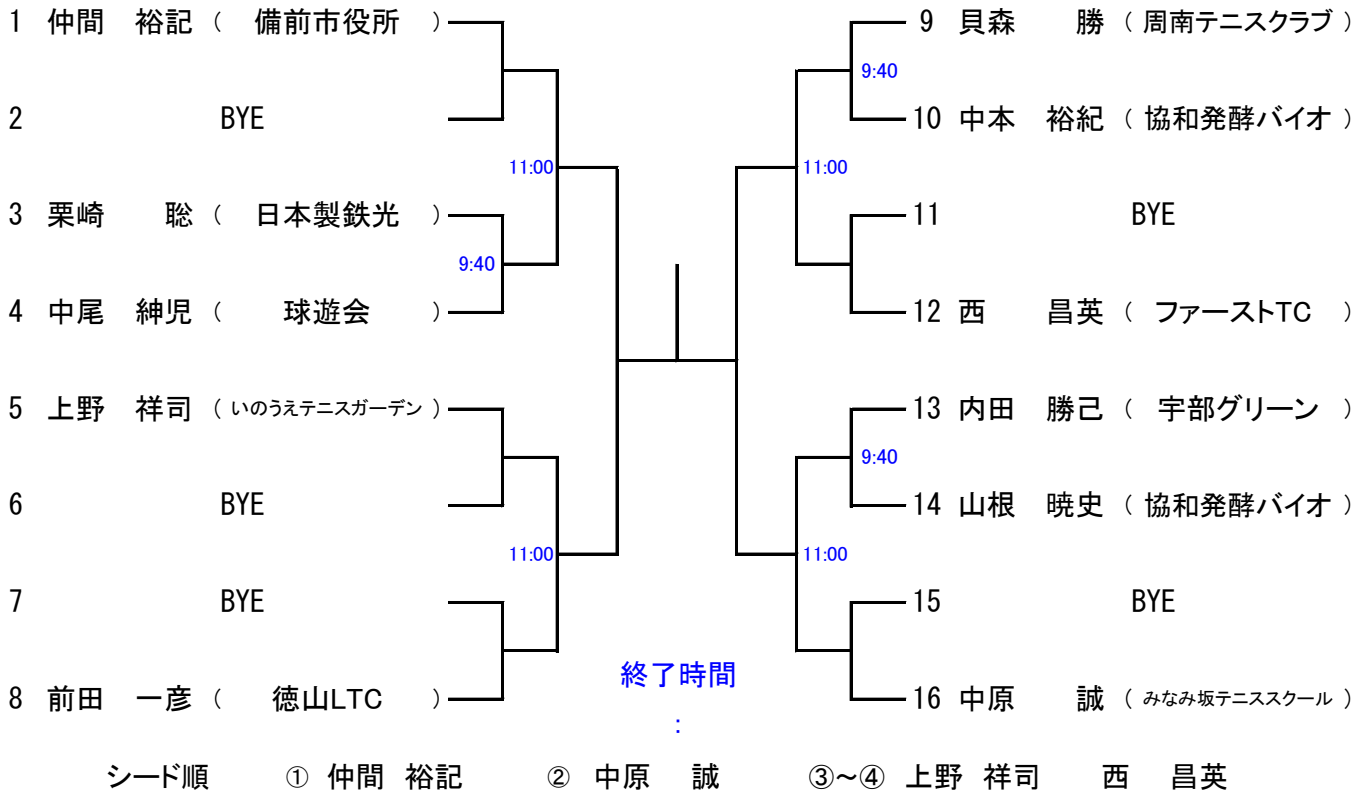 1 仲間 裕記 ( 備前市役所 )
2 BYE
11:00
3 栗崎 聡 ( 日本製鉄光 )
9:40
4 中尾 紳児 ( 球遊会 )
5 上野 祥司 ( いのうえテニスガーデン )
6 BYE
11:00
7 BYE
8 前田 一彦 ( 徳山LTC )
9 貝森 勝 ( 周南テニスクラブ )
9:40
10 中本 裕紀 ( 協和発酵バイオ )
11:00
11 BYE
12 西 昌英 ( ファーストTC )
13 内田 勝己 ( 宇部グリーン )
9:40
14 山根 暁史 ( 協和発酵バイオ )
11:00
15 BYE
16 中原 誠 ( みなみ坂テニススクール )
終了時間
:
シード順 ① 仲間 裕記 ② 中原 誠 ③～④ 上野 祥司 西 昌英